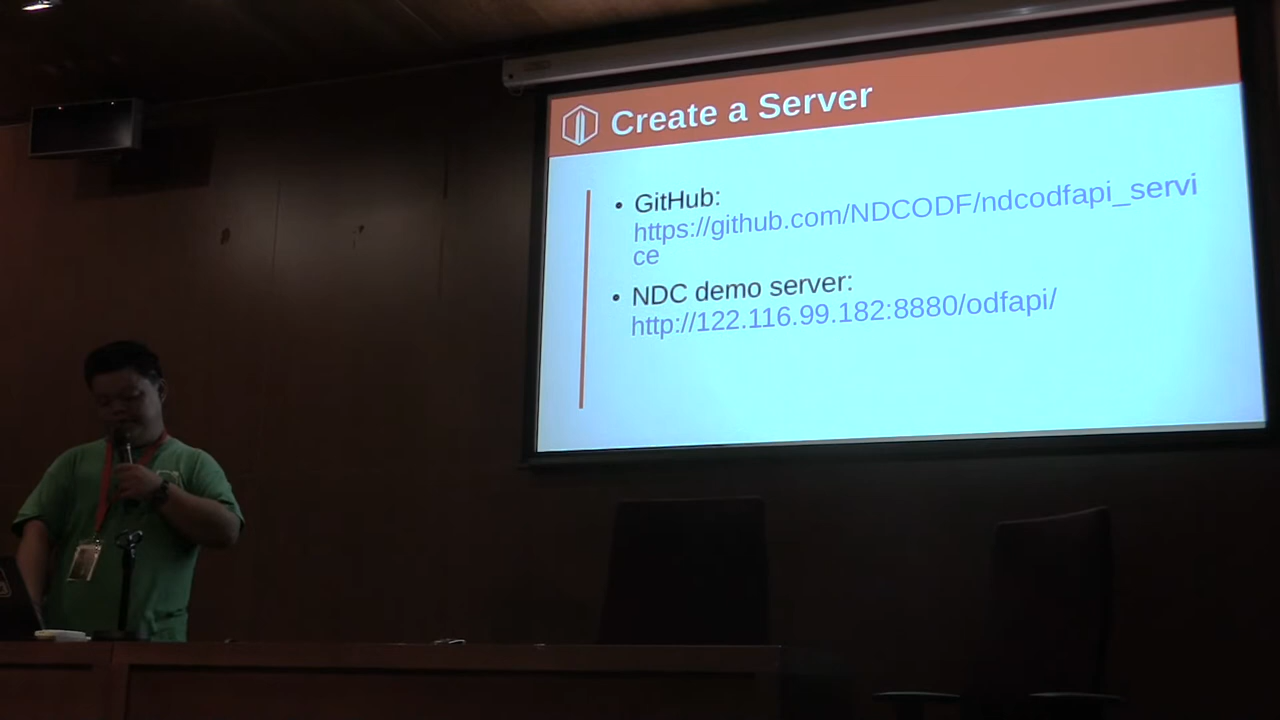 Create a Server
• GitHub:
https://github.com/NDCODF/ndcodfapi_servi
ce
• NDC demo server:
http://122.116.99.182:8880/odfapi/